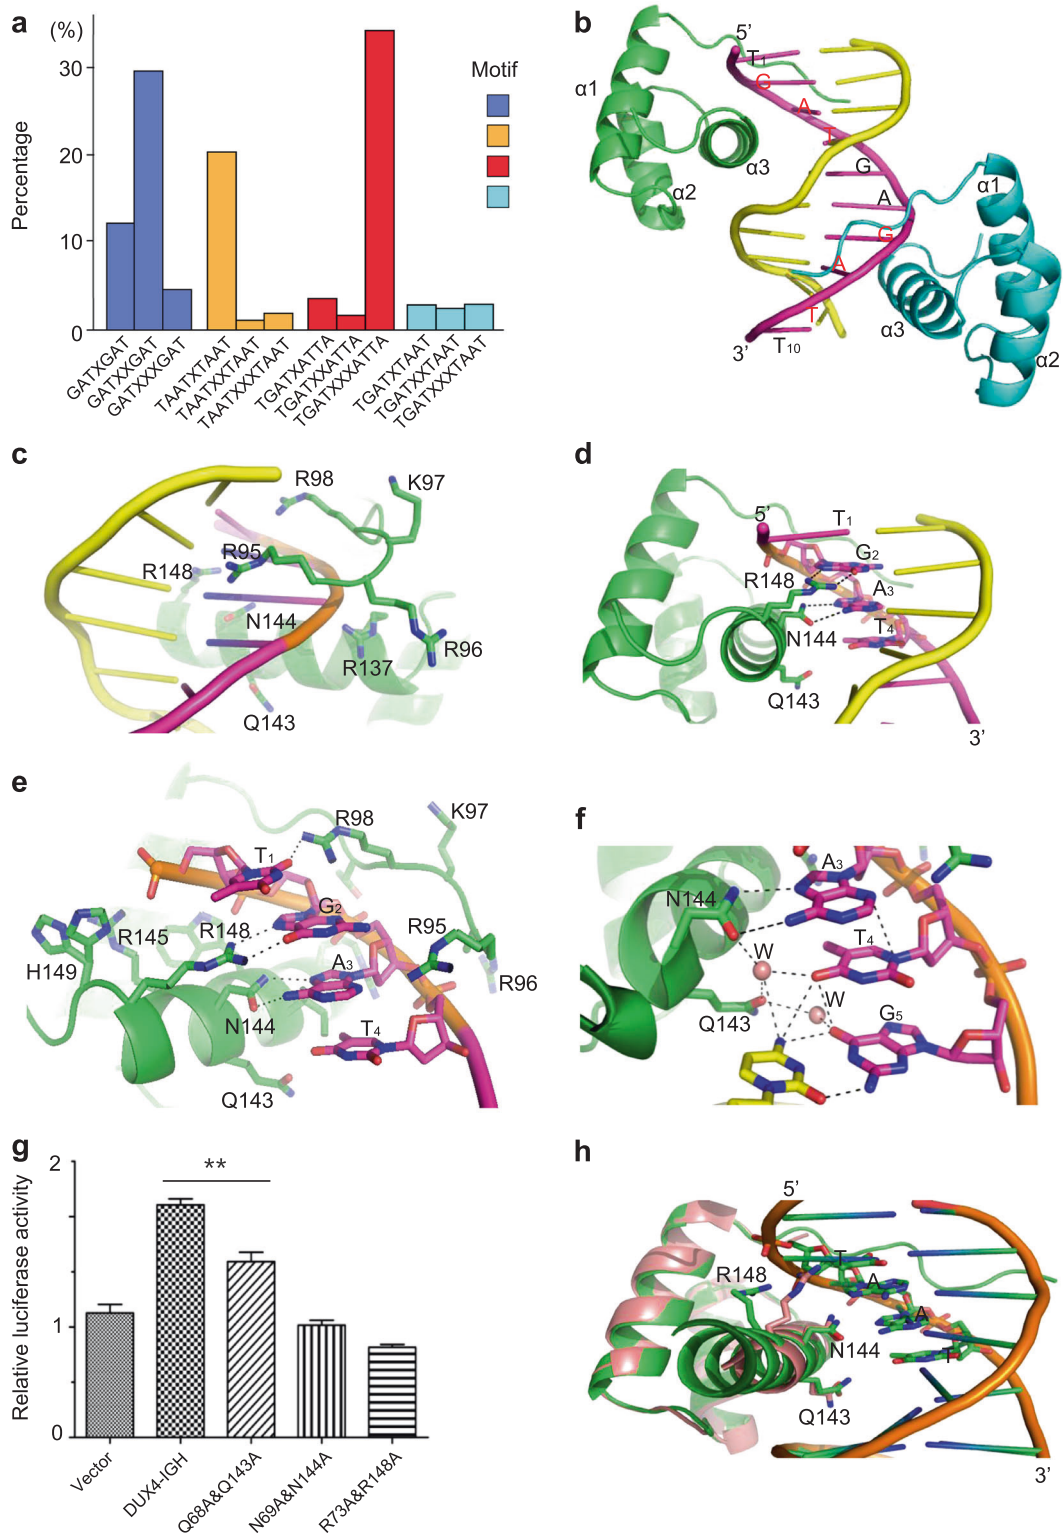 a
(%)
30
20
10
0
Percentage
Motif
GATXGAT
GATXXGAT
GATXXXGAT
TAATXTAAT
TAATXXTAAT
TAATXXXTAAT
TGATXATTA
TGATXXATTA
TGATXXXATTA
TGATXTAAT
TGATXXTAAT
TGATXXXTAAT
b
5’
T1
G
A
T
G
A
G
A
T
T10
3’
α1
α2
α3
α1
α3
α2
c
R98
K97
R95
R148
N144
R137
R96
Q143
d
5’
T1
G2
R148
A3
N144
T4
Q143
3’
e
R98
K97
T1
G2
R145
R148
R95
H149
A3
R96
N144
T4
Q143
f
A3
N144
T4
W
W
Q143
G5
g
2
1
0
Relative luciferase activity
**
Vector
DUX4-IGH
Q68A&Q143A
N69A&N144A
R73A&R148A
h
5’
T
R148
A
A
N144
T
Q143
3’